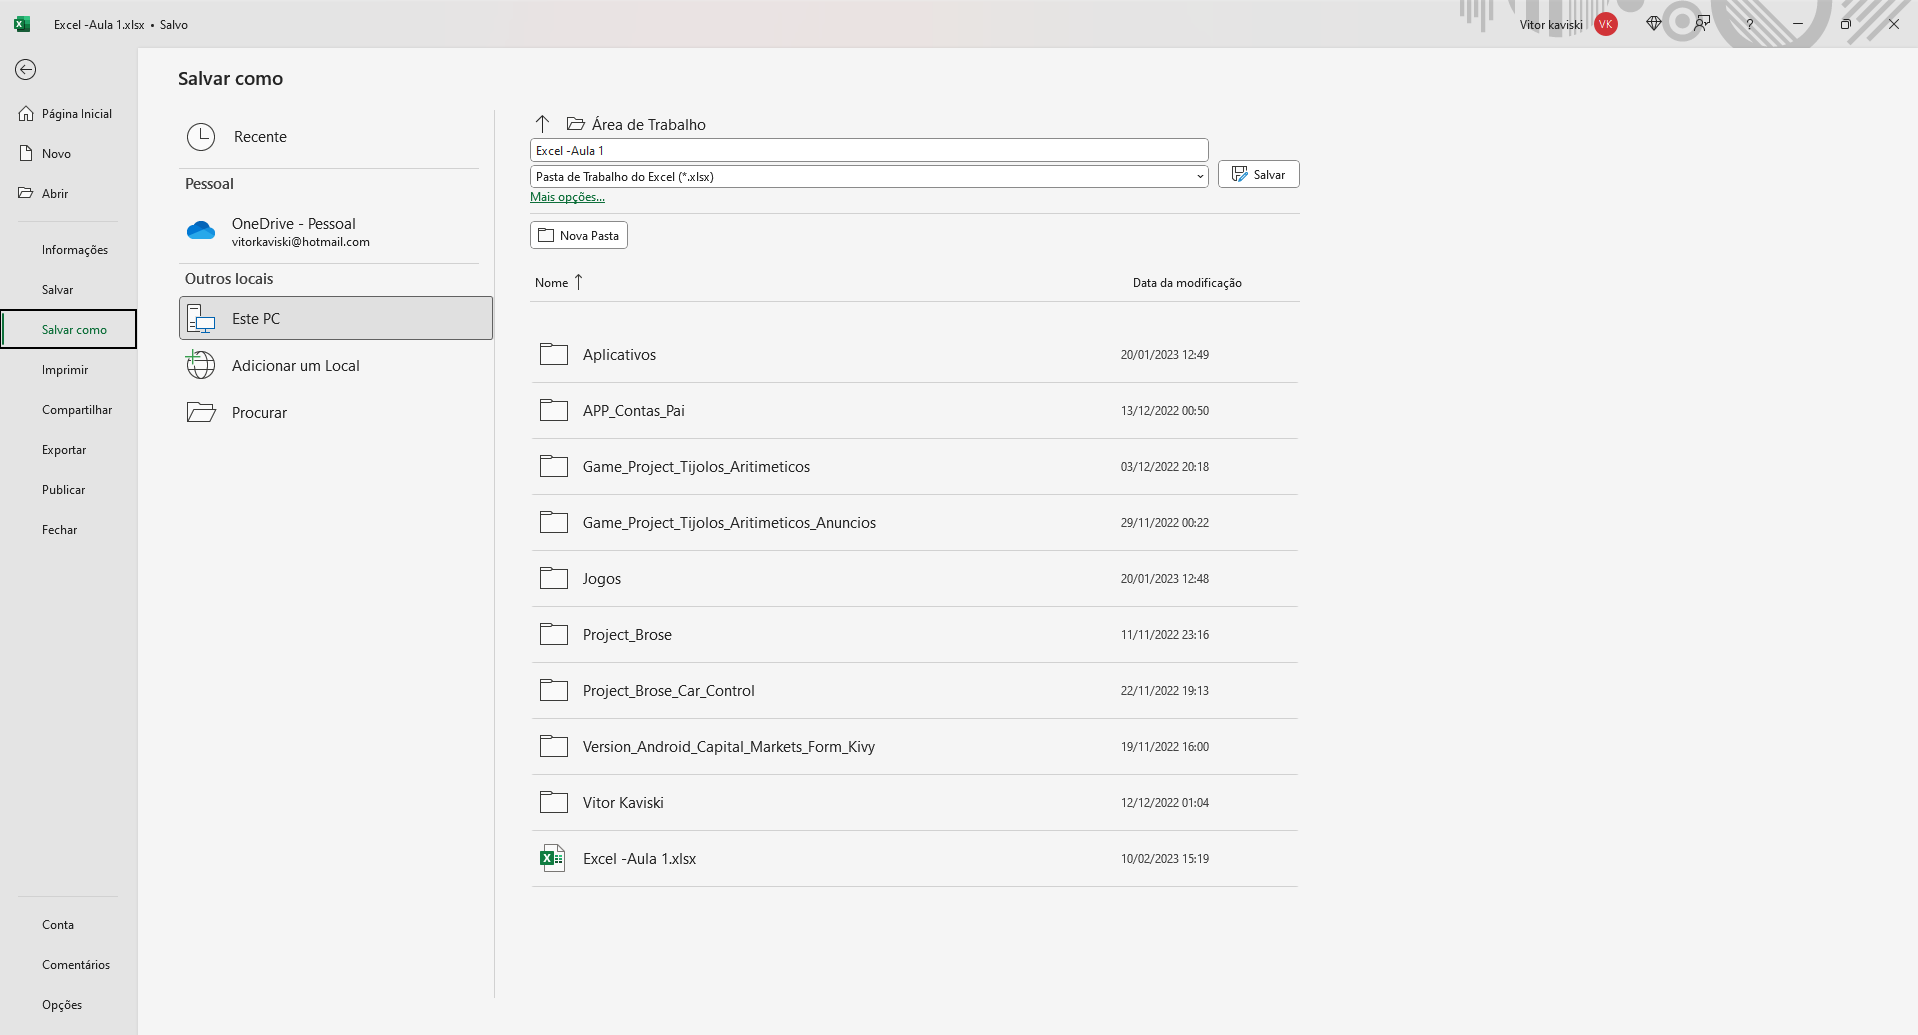 Excel -Aula 1.xlsx • Salvo
Vitor kaviski VK
?
Página Inicial
Novo
Abrir
Informações
Salvar
Salvar como
Imprimir
Compartilhar
Exportar
Publicar
Fechar
Conta
Comentários
Opções
Salvar como
Recente
Pessoal
OneDrive - Pessoal
vitorkaviski@hotmail.com
Outros locais
Este PC
Adicionar um Local
Procurar
Área de Trabalho
Excel -Aula 1
Pasta de Trabalho do Excel (*.xlsx)
Salvar
Mais opções...
Nova Pasta
Nome Data da modificação
Aplicativos 20/01/2023 12:49
APP_Contas_Pai 13/12/2022 00:50
Game_Project_Tijolos_Aritimeticos 03/12/2022 20:18
Game_Project_Tijolos_Aritimeticos_Anuncios 29/11/2022 00:22
Jogos 20/01/2023 12:48
Project_Brose 11/11/2022 23:16
Project_Brose_Car_Control 22/11/2022 19:13
Version_Android_Capital_Markets_Form_Kivy 19/11/2022 16:00
Vitor Kaviski 12/12/2022 01:04
Excel -Aula 1.xlsx 10/02/2023 15:19